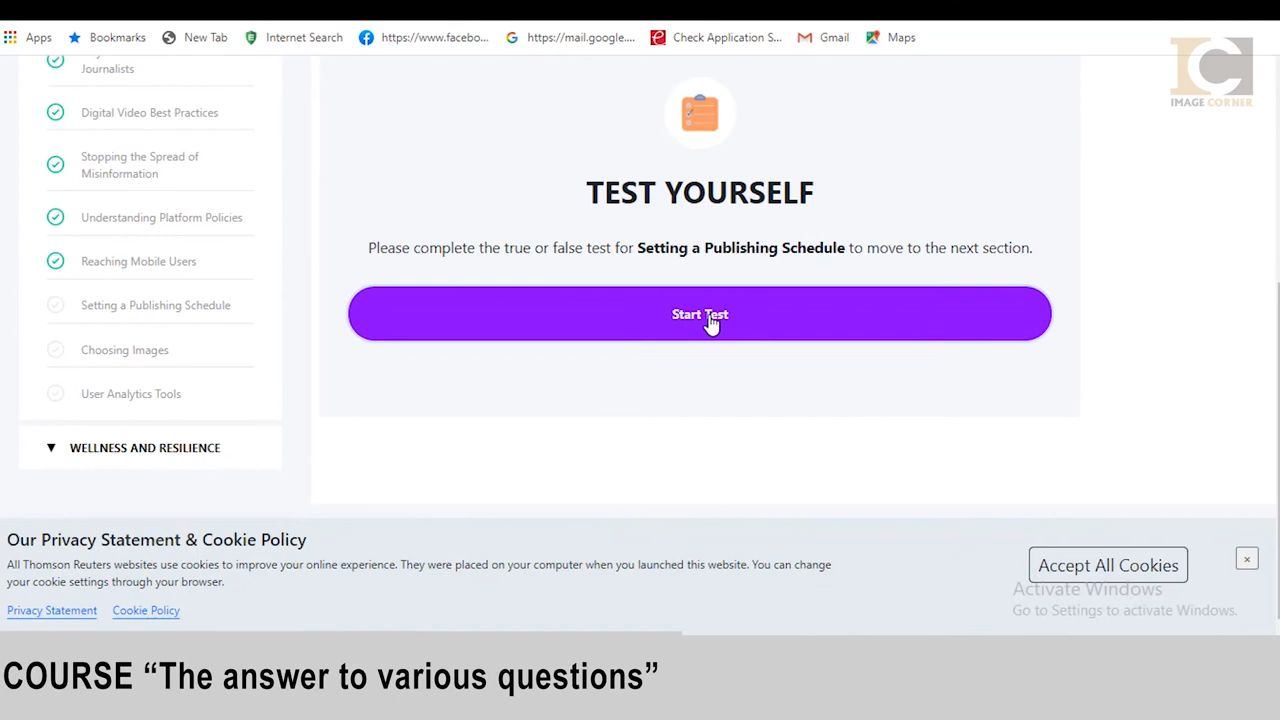 Apps Bookmarks New Tab Internet Search https://www.facebo... https://mail.google.... Check Application S... Gmail Maps
IC
IMAGE CORNER
Journalists
Digital Video Best Practices
Stopping the Spread of
Misinformation
Understanding Platform Policies
Reaching Mobile Users
Setting a Publishing Schedule
Choosing Images
User Analytics Tools
▼ WELLNESS AND RESILIENCE
TEST YOURSELF
Please complete the true or false test for Setting a Publishing Schedule to move to the next section.
Start Test
Our Privacy Statement & Cookie Policy
All Thomson Reuters websites use cookies to improve your online experience. They were placed on your computer when you launched this website. You can change
your cookie settings through your browser.
Privacy Statement Cookie Policy
Accept All Cookies
×
Activate Windows
Go to Settings to activate Windows.
COURSE “The answer to various questions”